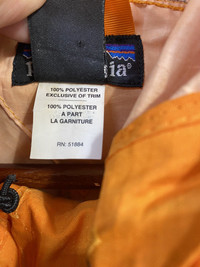 100% POLYESTER
EXCLUSIVE OF TRIM
100% POLYESTER
A PART
LA GARNITURE
RN: 51884